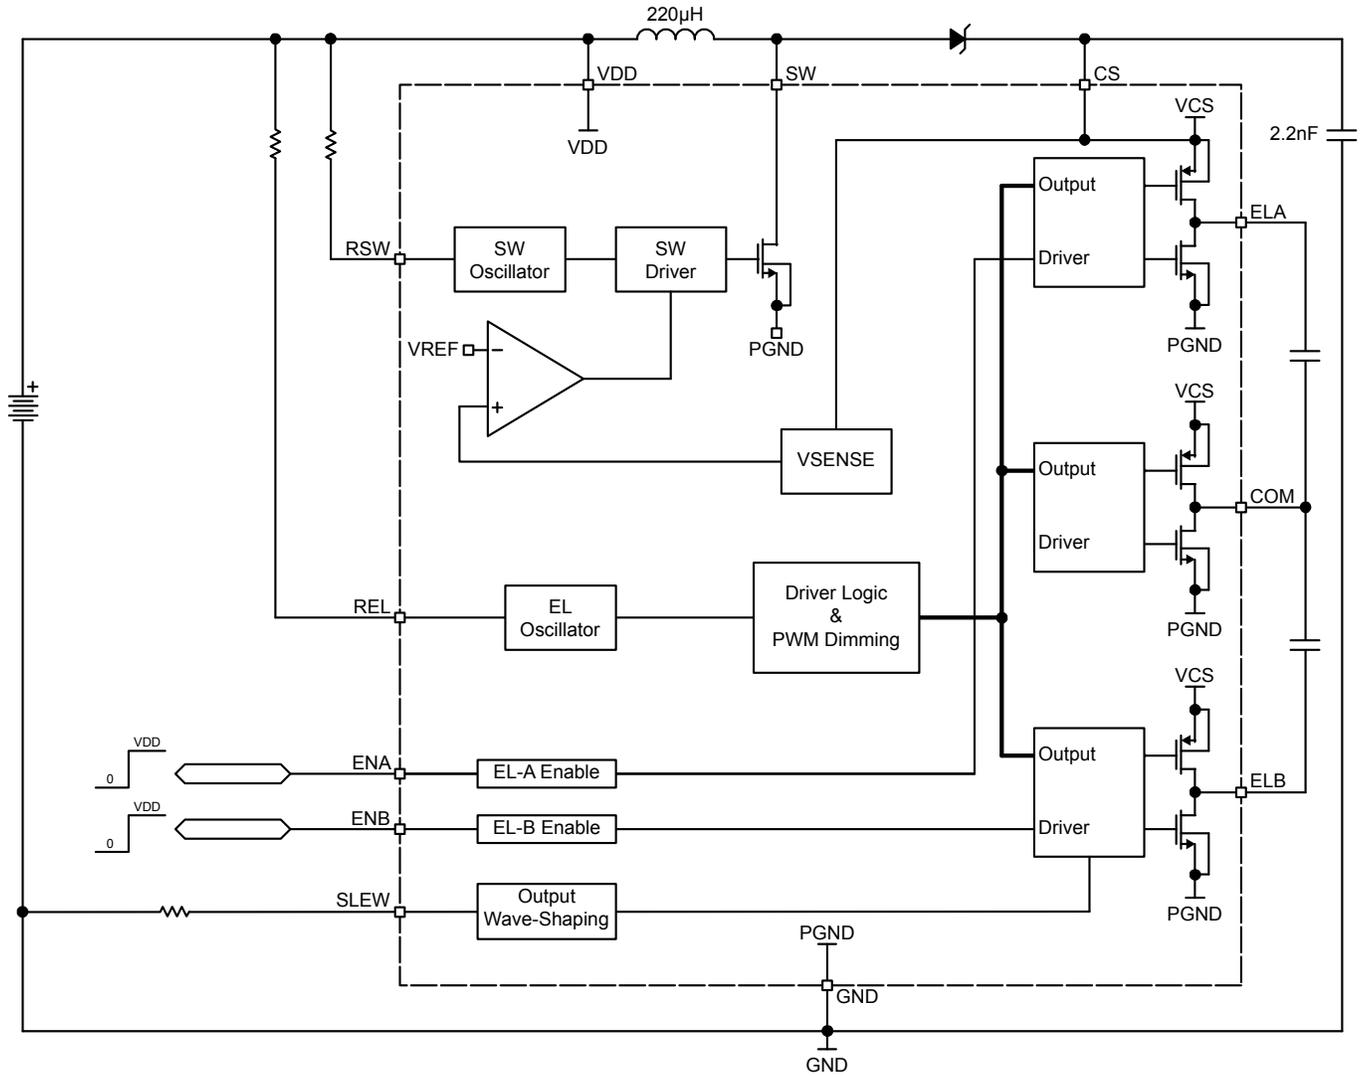 220µH
VDD
SW
CS
VDD
VCS
2.2nF
Output
Driver
ELA
PGND
RSW
SW
Oscillator
SW
Driver
PGND
VREF
−
+
+
VSENSE
VCS
Output
Driver
COM
PGND
REL
EL
Oscillator
Driver Logic
&
PWM Dimming
VCS
Output
Driver
ELB
PGND
VDD
0
ENA
EL-A Enable
VDD
0
ENB
EL-B Enable
SLEW
Output
Wave-Shaping
PGND
GND
GND